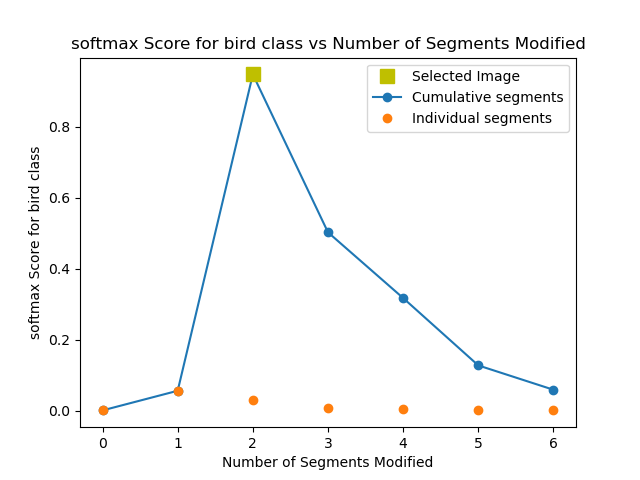 softmax Score for bird class vs Number of Segments Modified
Selected Image
Cumulative segments
Individual segments
softmax Score for bird class
0.8
0.6
0.4
0.2
0.0
0 1 2 3 4 5 6
Number of Segments Modified